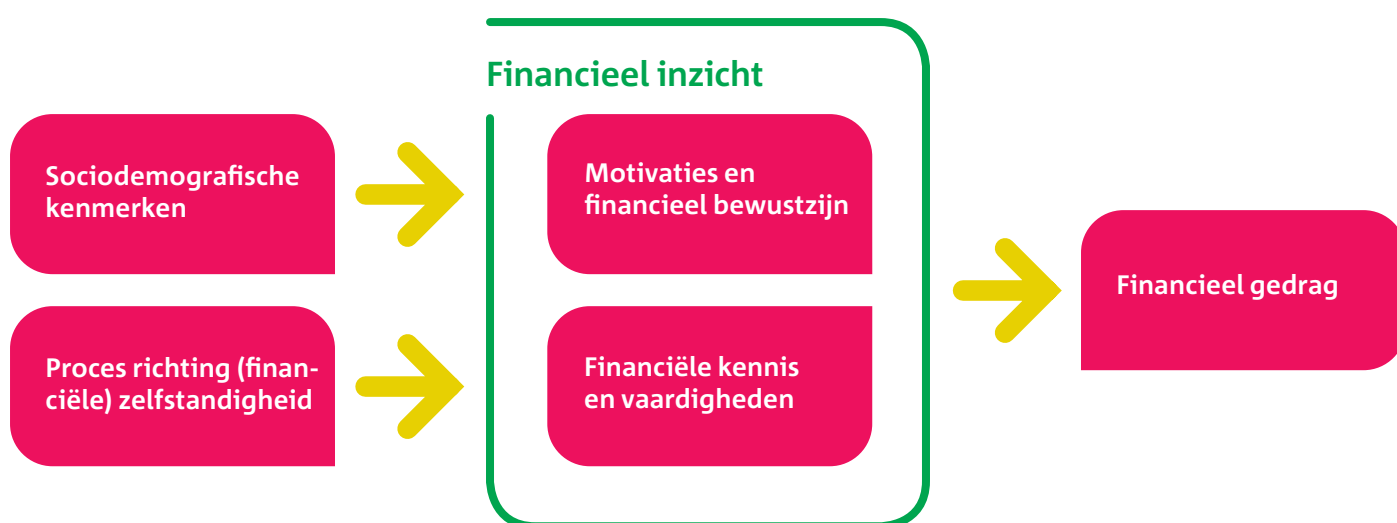 Financieel inzicht
Sociodemografische
kenmerken
Motivaties en
financieel bewustzijn
Financieel gedrag
Proces richting (finan-
ciële) zelfstandigheid
Financiële kennis
en vaardigheden